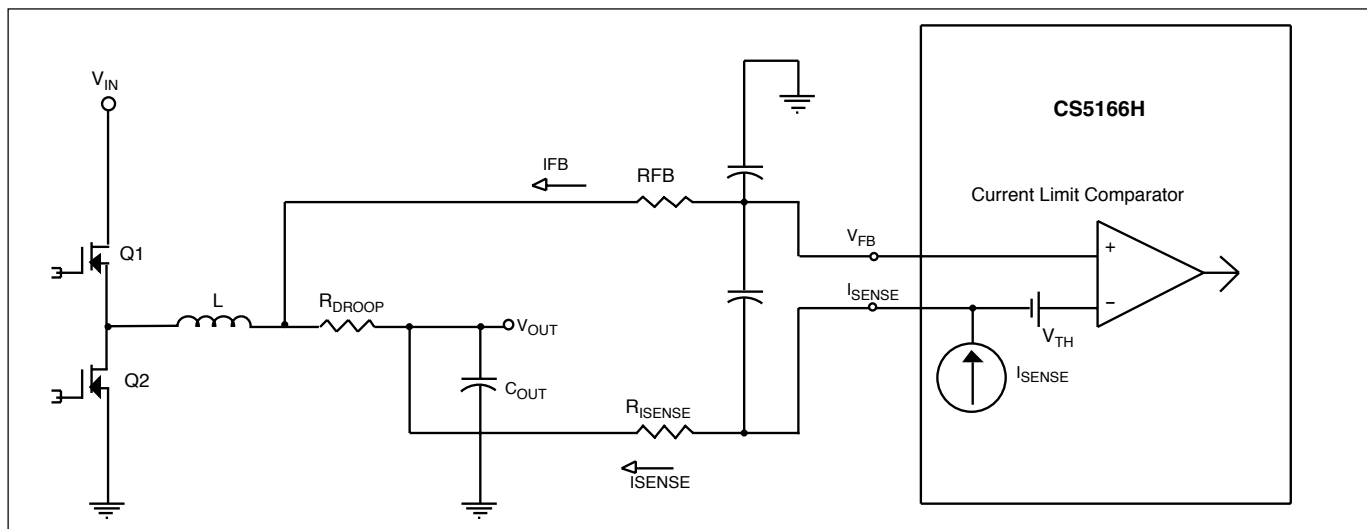 V_IN
CS5166H
IFB
RFB
Current Limit Comparator
V_FB
+
Q1
I_SENSE
L
R_DROOP
V_OUT
−
V_TH
Q2
C_OUT
R_ISENSE
I_SENSE
ISENSE